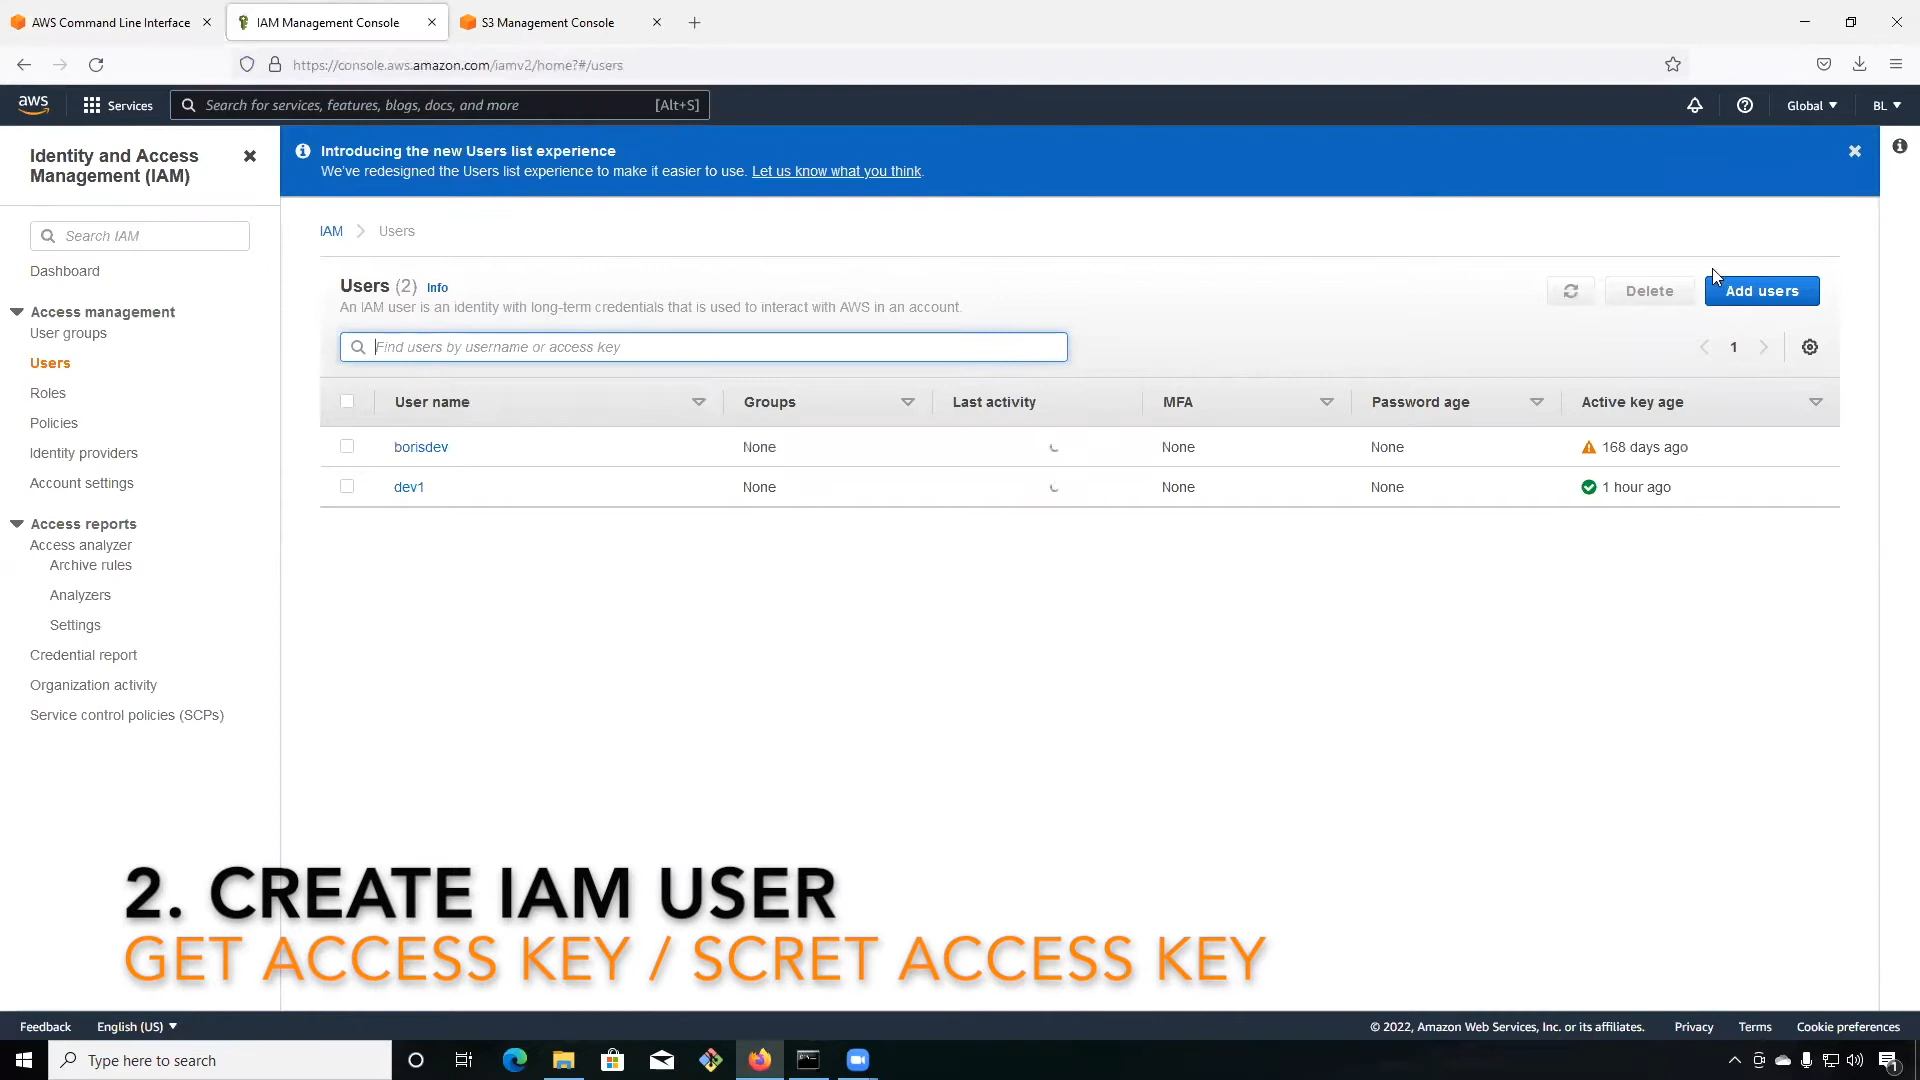 AWS Command Line Interface
IAM Management Console
S3 Management Console
https://console.aws.amazon.com/iamv2/home?#/users
aws
Services
Search for services, features, blogs, docs, and more
[Alt+S]
Global
BL
Identity and Access
Management (IAM)
Search IAM
Dashboard
Access management
User groups
Users
Roles
Policies
Identity providers
Account settings
Access reports
Access analyzer
Archive rules
Analyzers
Settings
Credential report
Organization activity
Service control policies (SCPs)
Introducing the new Users list experience
We've redesigned the Users list experience to make it easier to use. Let us know what you think.
IAM
Users
Users (2) Info
An IAM user is an identity with long-term credentials that is used to interact with AWS in an account.
Delete
Add users
Find users by username or access key
1
User name Groups Last activity MFA Password age Active key age
borisdev None None None 168 days ago
dev1 None None None 1 hour ago
2. CREATE IAM USER
GET ACCESS KEY / SCRET ACCESS KEY
Feedback
English (US)
© 2022, Amazon Web Services, Inc. or its affiliates.
Privacy
Terms
Cookie preferences
Type here to search
1